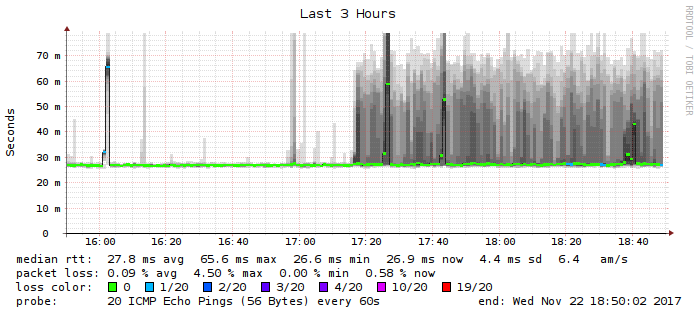 Last 3 Hours
RRDTOOL / TOBI OETIKER
Seconds
70 m
60 m
50 m
40 m
30 m
20 m
10 m
0
16:00 16:20 16:40 17:00 17:20 17:40 18:00 18:20 18:40
median rtt: 27.8 ms avg 65.6 ms max 26.6 ms min 26.9 ms now 4.4 ms sd 6.4 am/s
packet loss: 0.09 % avg 4.50 % max 0.00 % min 0.58 % now
loss color: 0 1/20 2/20 3/20 4/20 10/20 19/20
probe: 20 ICMP Echo Pings (56 Bytes) every 60s end: Wed Nov 22 18:50:02 2017